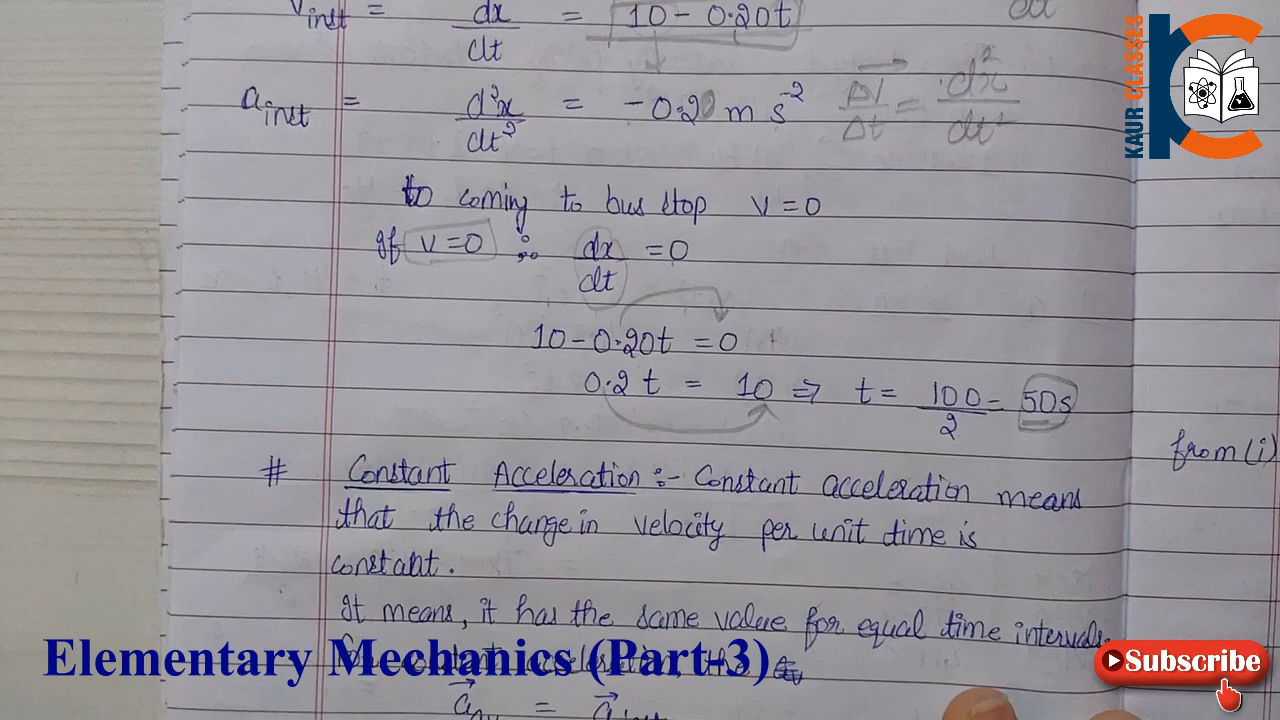 Vinst = dx/dt = 10 - 0.20t
KAUR CLASSES
ainst = d²x/dt² = -0.20 m s⁻² ΔV/Δt = d²x/dt²
to coming to bus stop V = 0
If V = 0 ∴ dx/dt = 0
10 - 0.20t = 0
0.2 t = 10 ⇒ t = 100/2 = 50s
from (i)
# Constant Acceleration :- Constant acceleration means
that the change in velocity per unit time is
constant.
It means, it has the same value for equal time intervals.
Elementary Mechanics (Part-3)
Subscribe